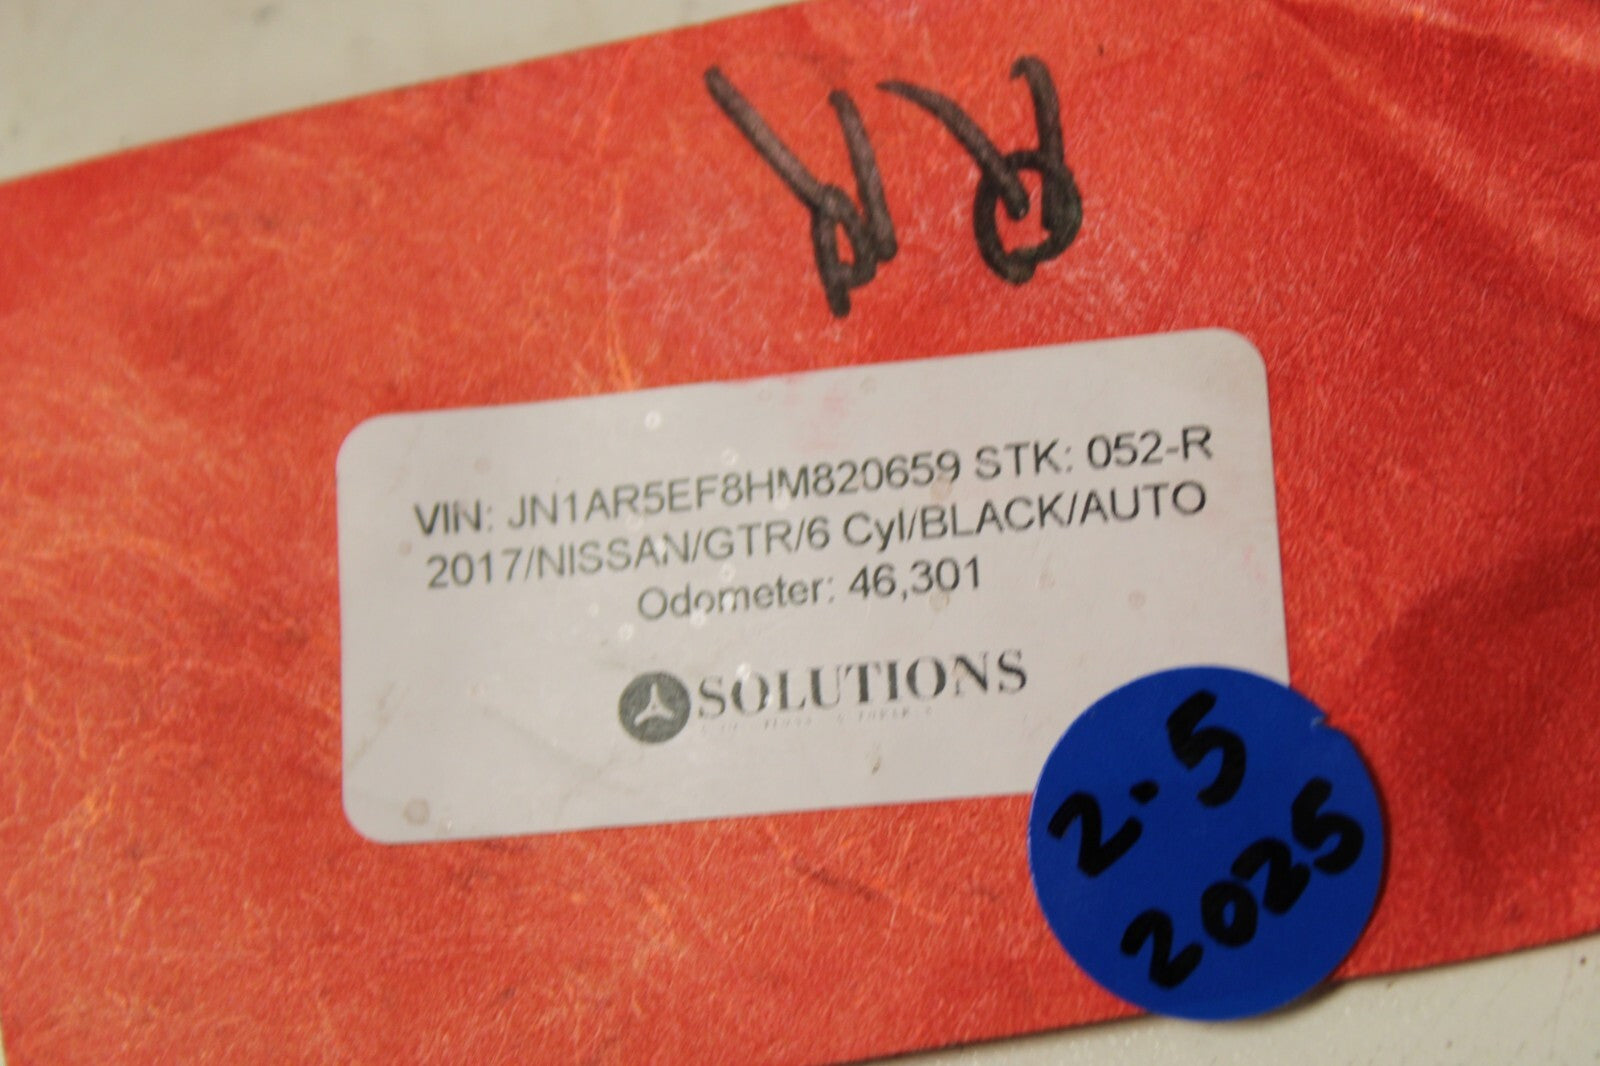 RR
VIN: JN1AR5EF8HM820659 STK: 052-R
2017/NISSAN/GTR/6 Cyl/BLACK/AUTO
Odometer: 46,301
SOLUTIONS
2.5
2025